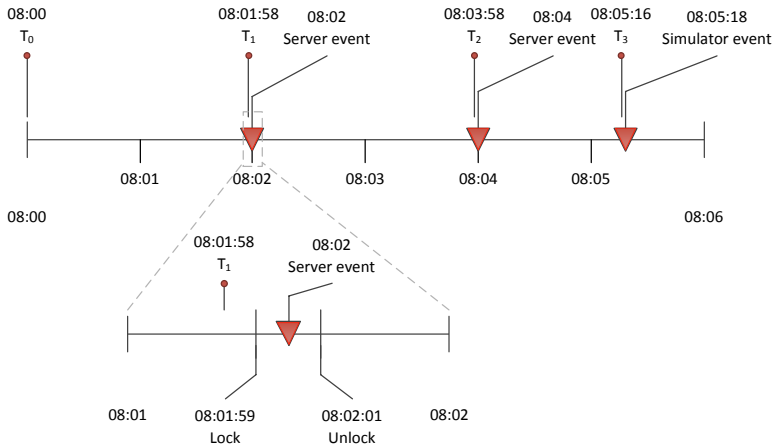 08:00
T₀
08:01:58
T₁
08:02
Server event
08:03:58
T₂
08:04
Server event
08:05:16
T₃
08:05:18
Simulator event
08:01
08:02
08:03
08:04
08:05
08:00
08:06
08:01:58
T₁
08:02
Server event
08:01
08:01:59
Lock
08:02:01
Unlock
08:02